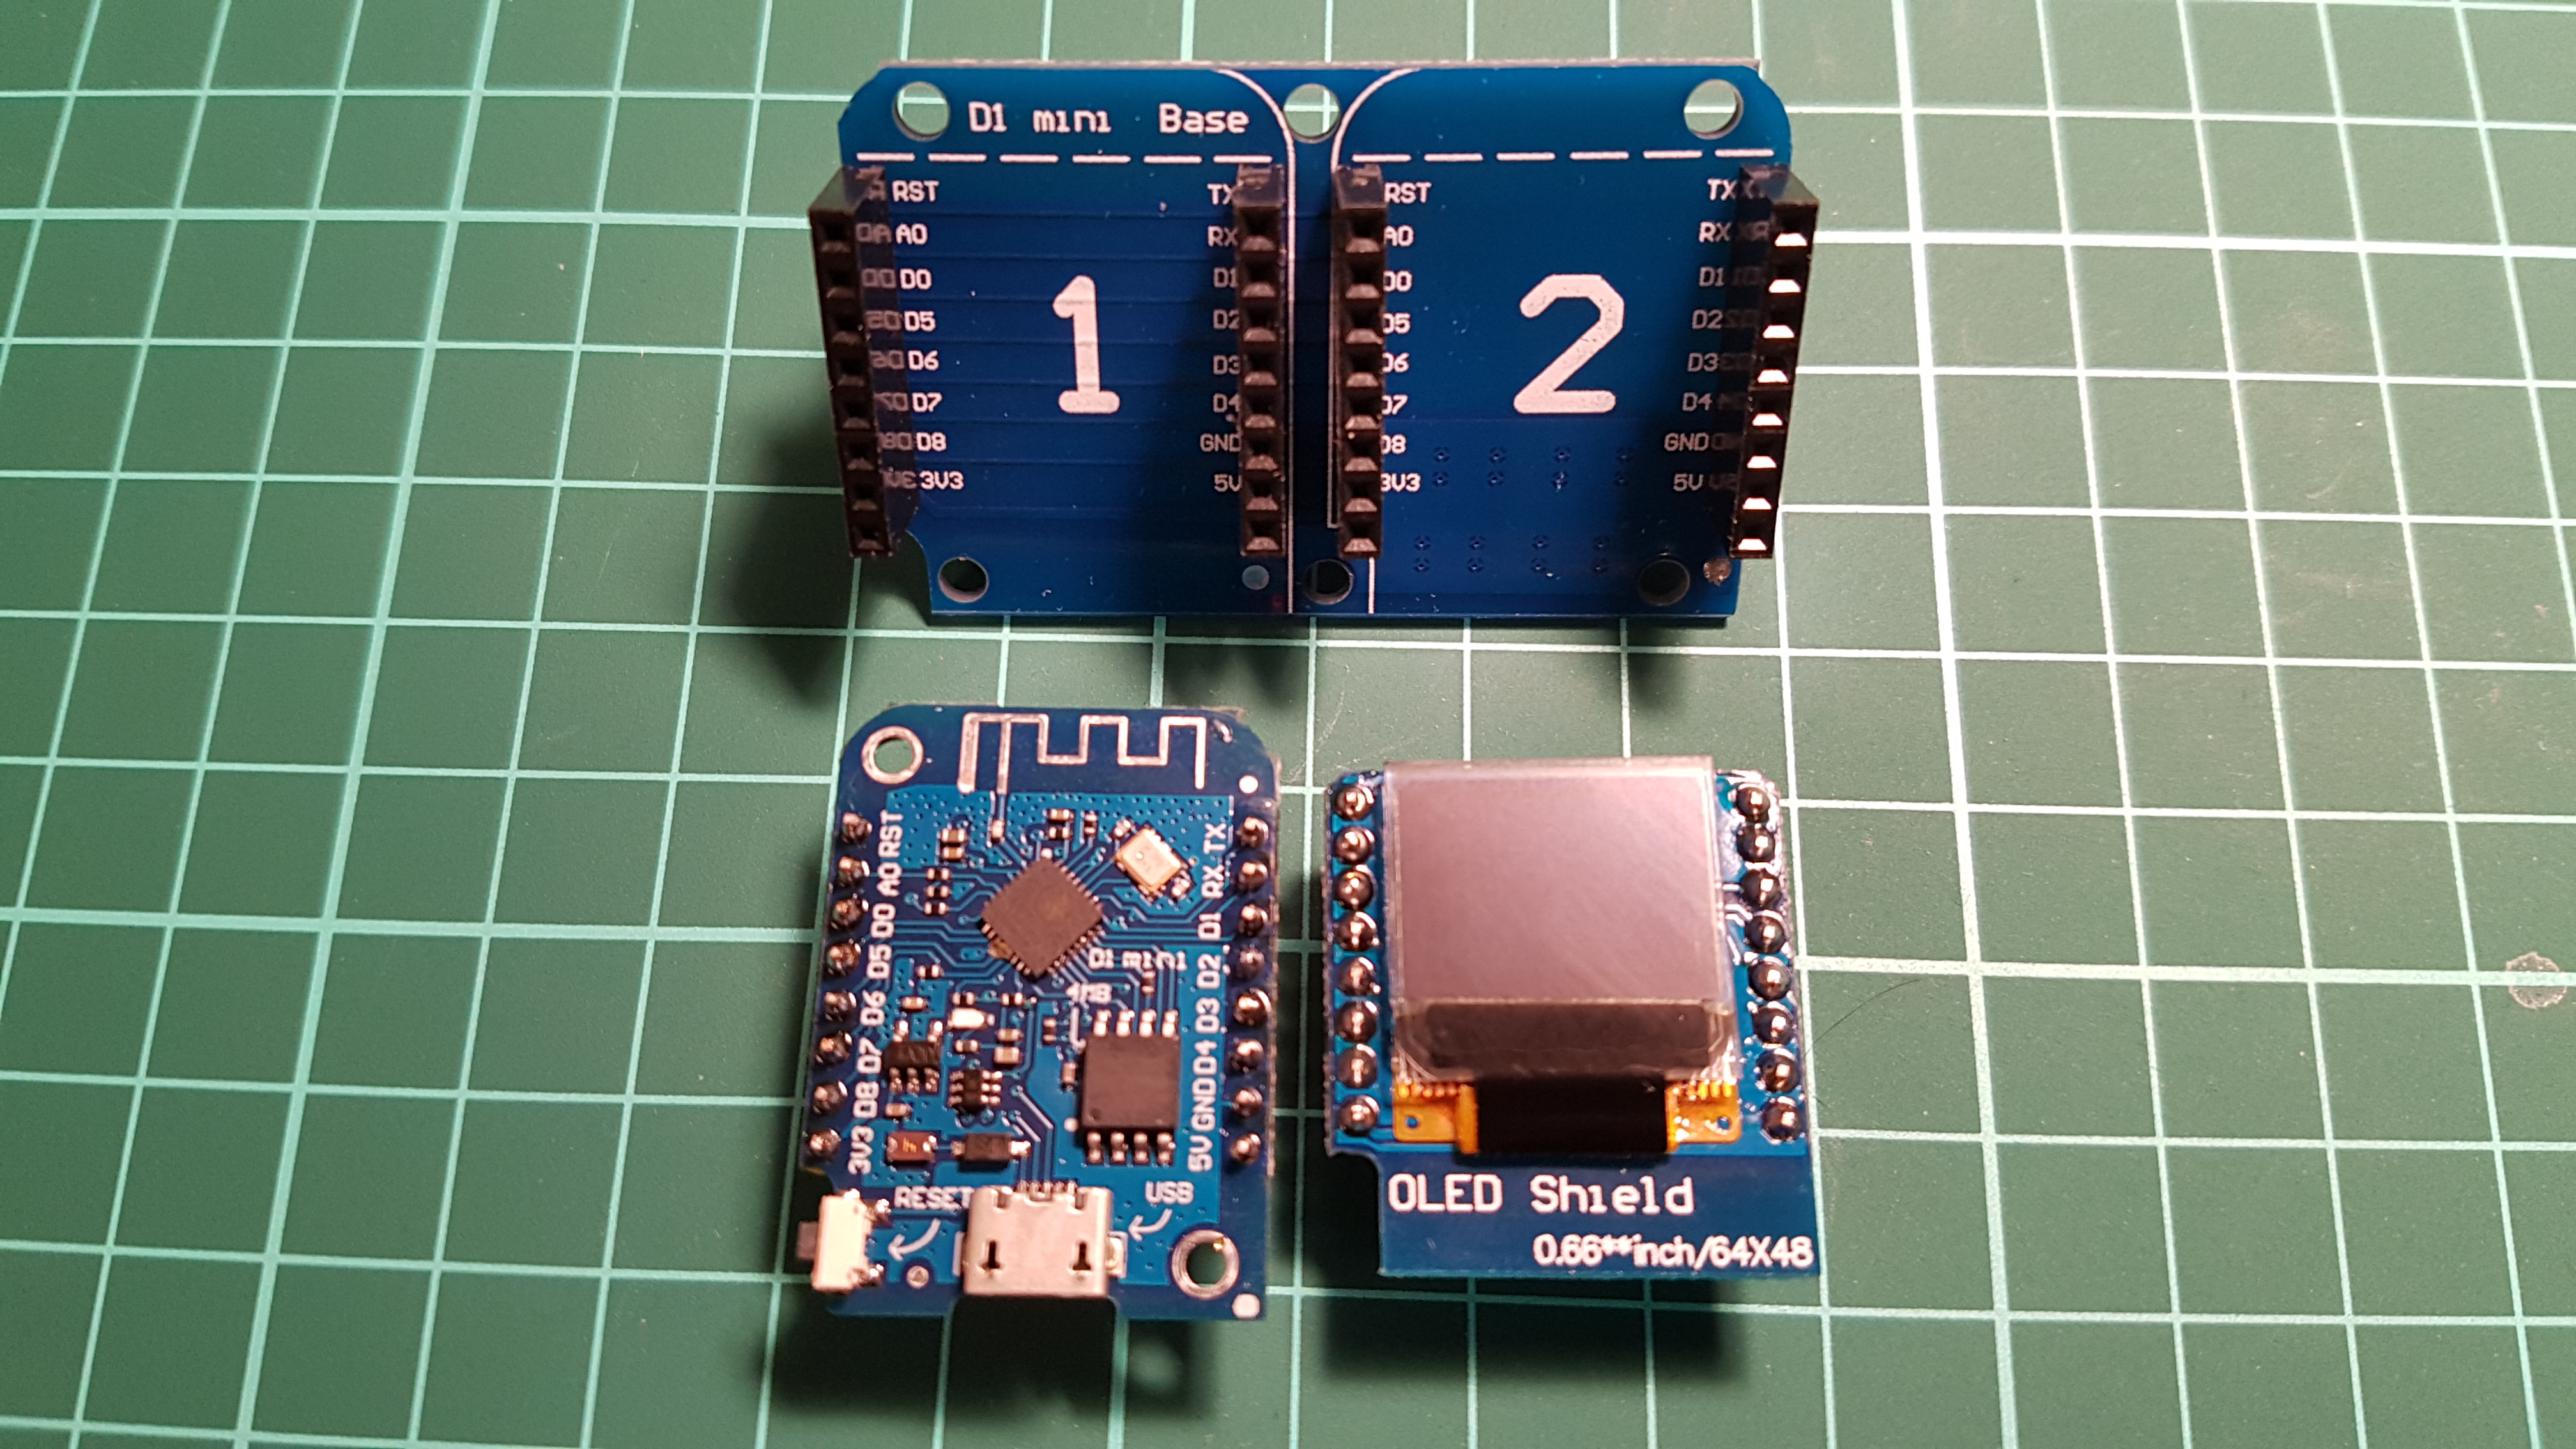 D1 mini Base
RST TX RST TX
A0 RX A0 RX
D0 D1 D0 D1
D5 D2 D5 D2
D6 D3 D6 D3
D7 D4 D7 D4
D8 GND D8 GND
3V3 5V 3V3 5V
1 2
RST TX
A0 RX
D0 D1
D5 D2
D6 D3
D7 D4
D8 GND
3V3 5V
D1 mini
4MB
RESET USB
OLED Shield
0.66**inch/64X48